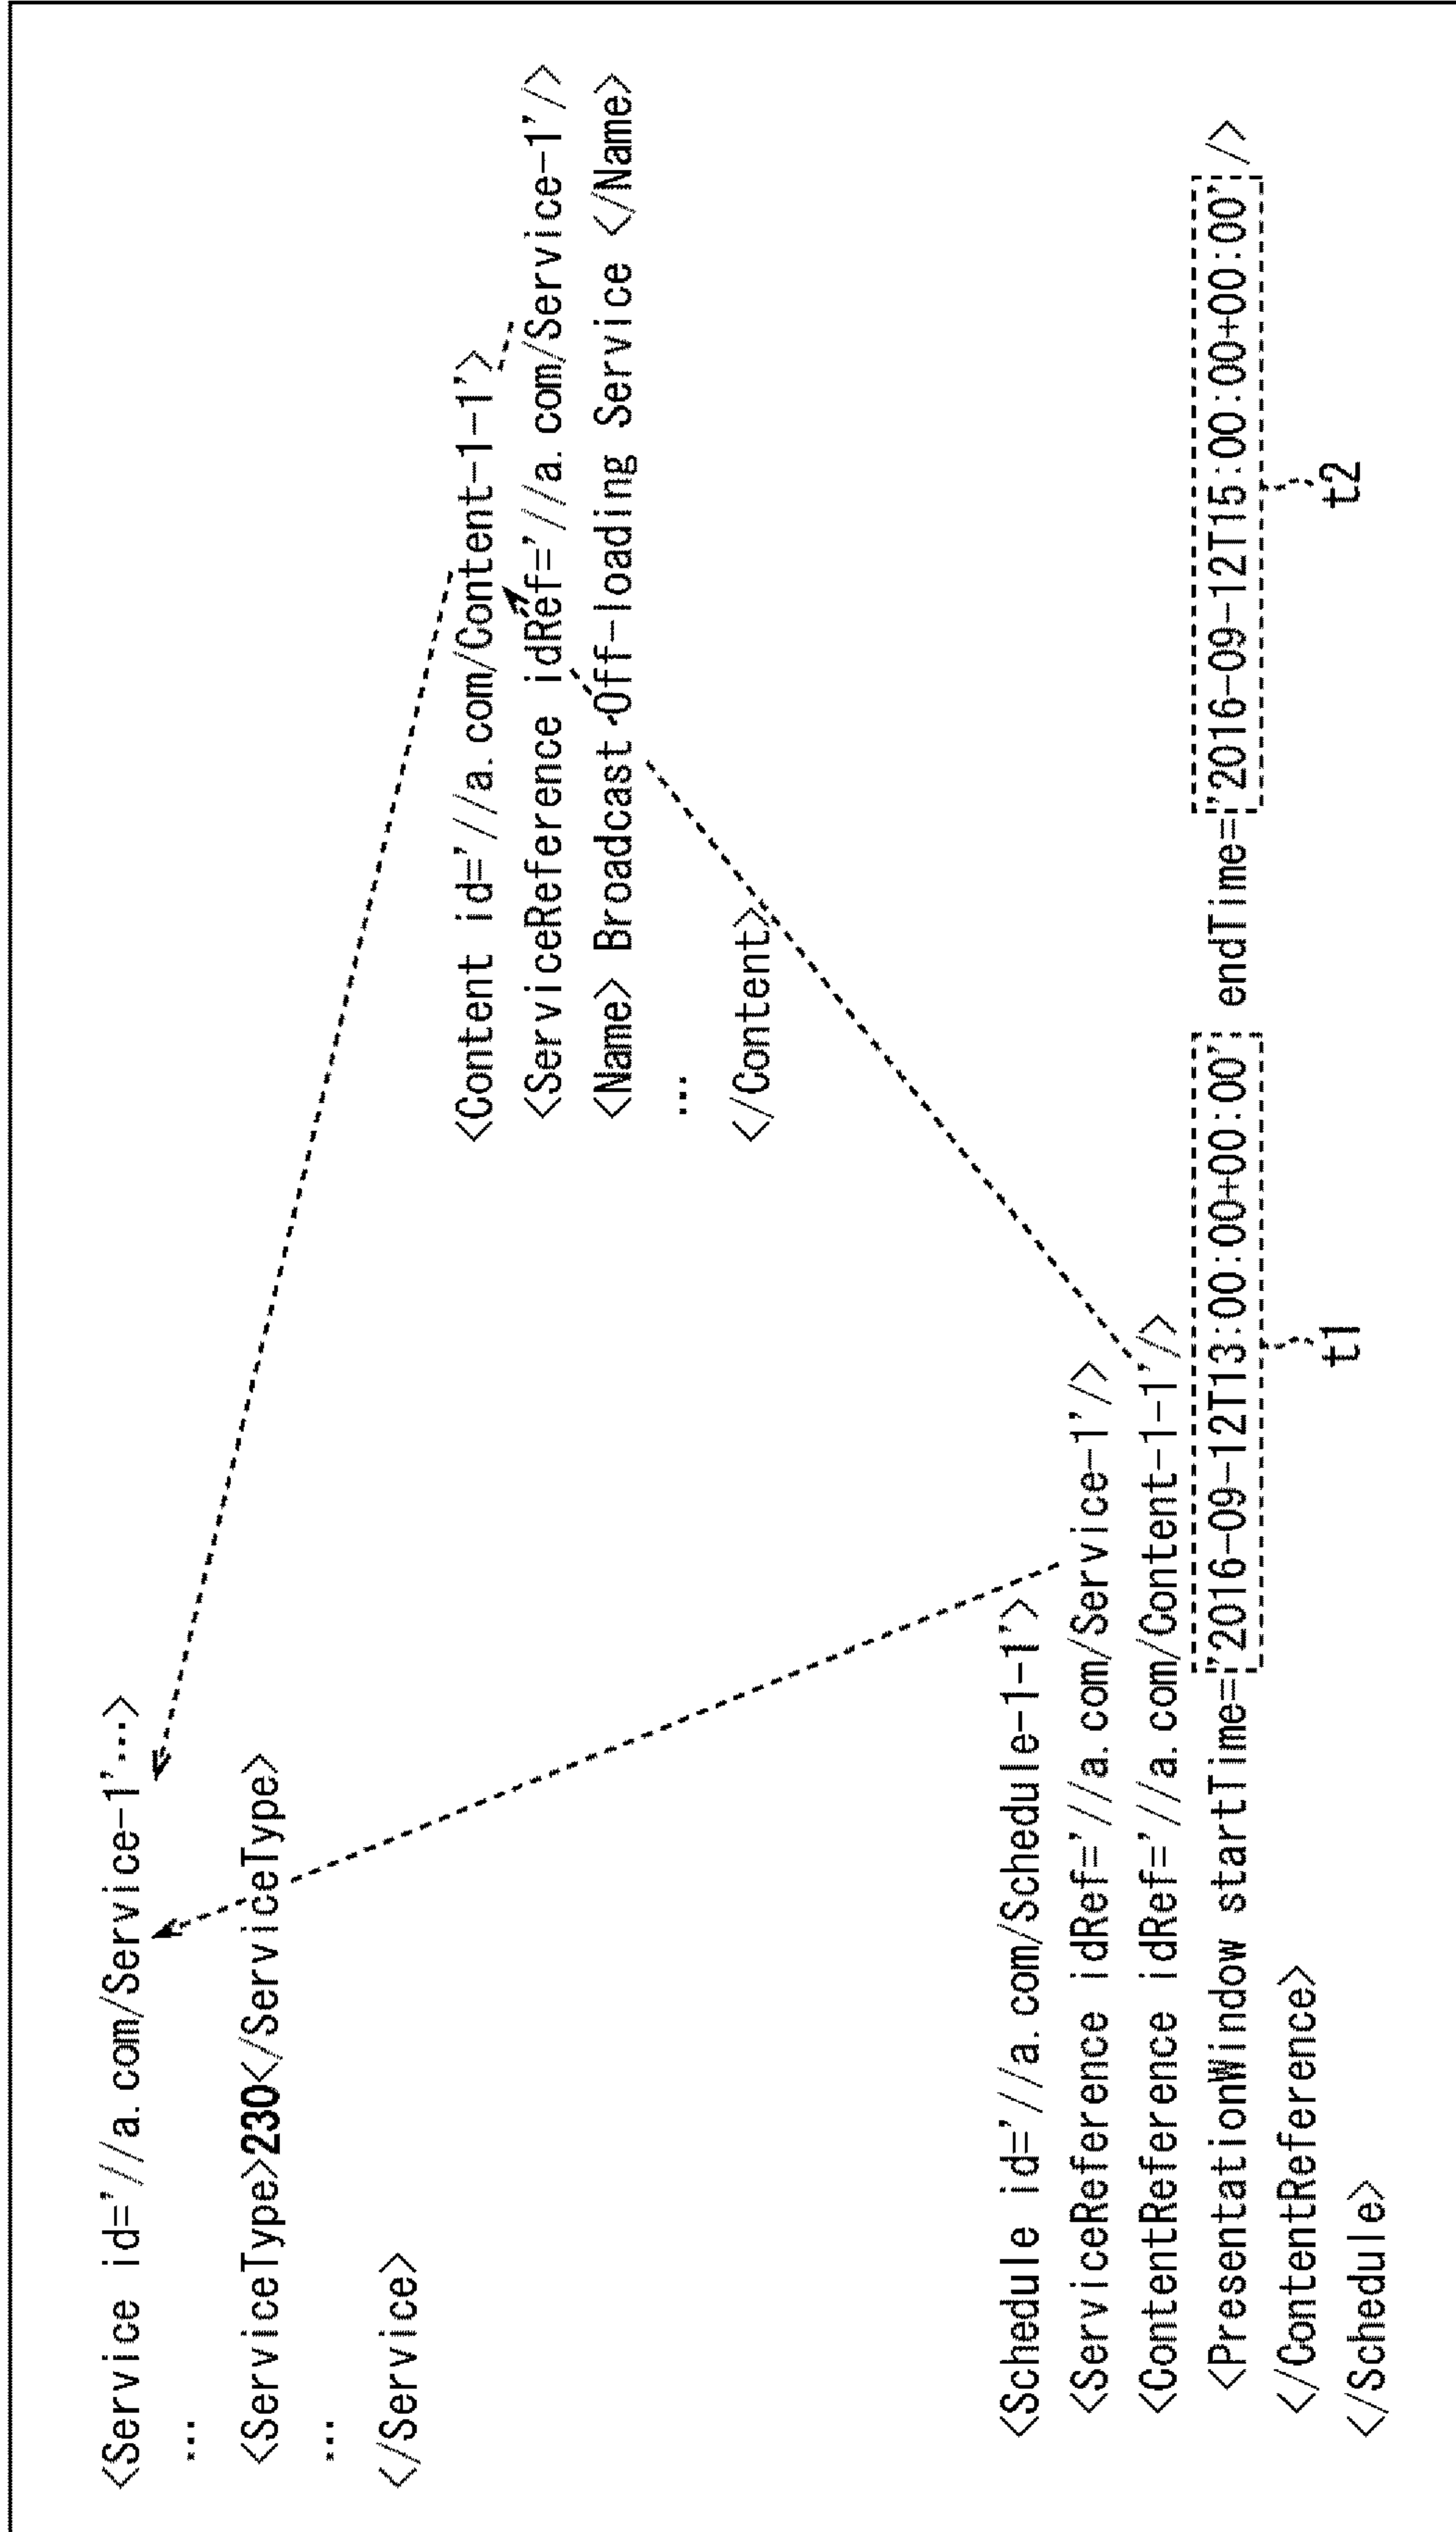 <Service id='//a.com/Service-1'...>
...
<ServiceType>230</ServiceType>
...
</Service>
<Content id='//a.com/Content-1-1'>
<ServiceReference idRef='//a.com/Service-1'/>
<Name> Broadcast Off-loading Service </Name>
...
</Content>
<Schedule id='//a.com/Schedule-1-1'>
<ServiceReference idRef='//a.com/Service-1'/>
<ContentReference idRef='//a.com/Content-1-1'/>
<PresentationWindow startTime='2016-09-12T13:00:00+00:00' endTime='2016-09-12T15:00:00+00:00'/>
</ContentReference>
</Schedule>
t1
t2